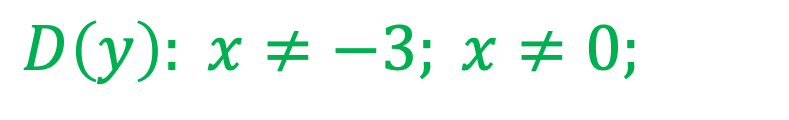 D(y): x ≠ −3; x ≠ 0;